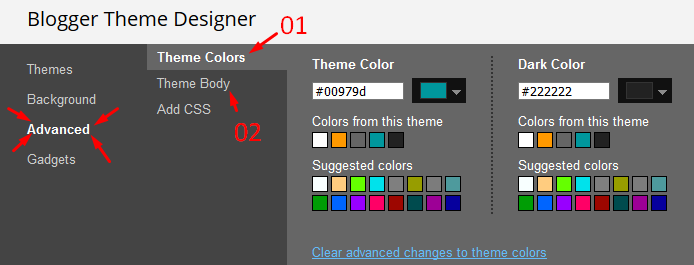 Blogger Theme Designer
01
Themes
Background
Advanced
Gadgets
Theme Colors
Theme Body
Add CSS
02
Theme Color
#00979d
Colors from this theme
Suggested colors
Dark Color
#222222
Colors from this theme
Suggested colors
Clear advanced changes to theme colors